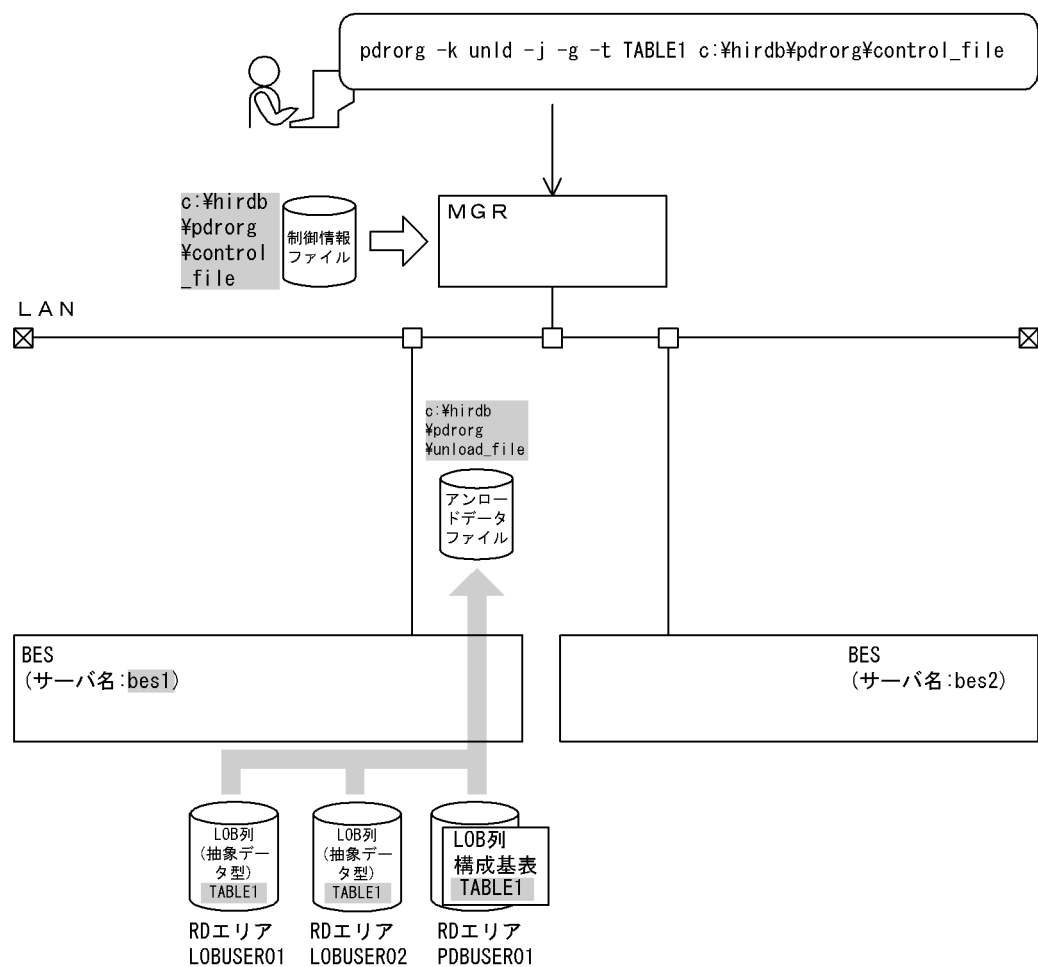 pdrorg -k unld -j -g -t TABLE1 c:¥hirdb¥pdrorg¥control_file
c:¥hirdb
¥pdrorg
¥control
_file
制御情報
ファイル
ＭＧＲ
ＬＡＮ
c:¥hirdb
¥pdrorg
¥unload_file
アンロー
ドデータ
ファイル
BES
(サーバ名:bes1)
BES
(サーバ名:bes2)
LOB列
(抽象デー
タ型)
TABLE1
LOB列
(抽象デー
タ型)
TABLE1
LOB列
構成基表
TABLE1
RDエリア
LOBUSER01
RDエリア
LOBUSER02
RDエリア
PDBUSER01